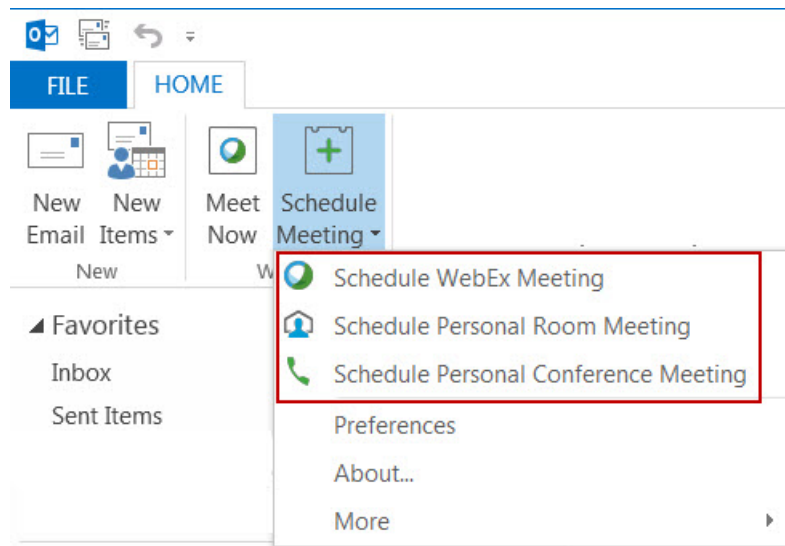 FILE HOME
New Email
New Items
Meet Now
Schedule Meeting
New
W
Schedule WebEx Meeting
Schedule Personal Room Meeting
Schedule Personal Conference Meeting
Preferences
About...
More
Favorites
Inbox
Sent Items